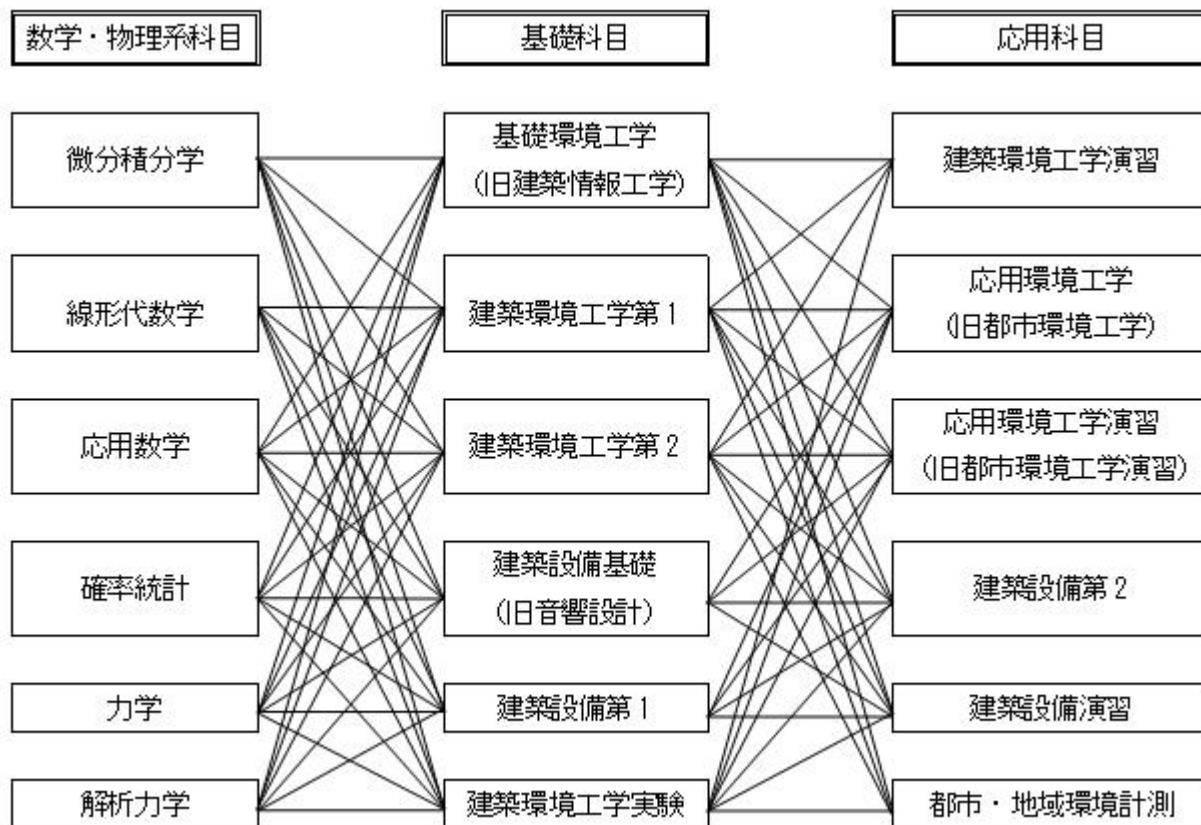 数学・物理系科目
基礎科目
応用科目
微分積分学
基礎環境工学
(旧建築情報工学)
建築環境工学演習
線形代数学
建築環境工学第1
応用環境工学
(旧都市環境工学)
応用数学
建築環境工学第2
応用環境工学演習
(旧都市環境工学演習)
確率統計
建築設備基礎
(旧音響設計)
建築設備第2
力学
建築設備第1
建築設備演習
解析力学
建築環境工学実験
都市・地域環境計測